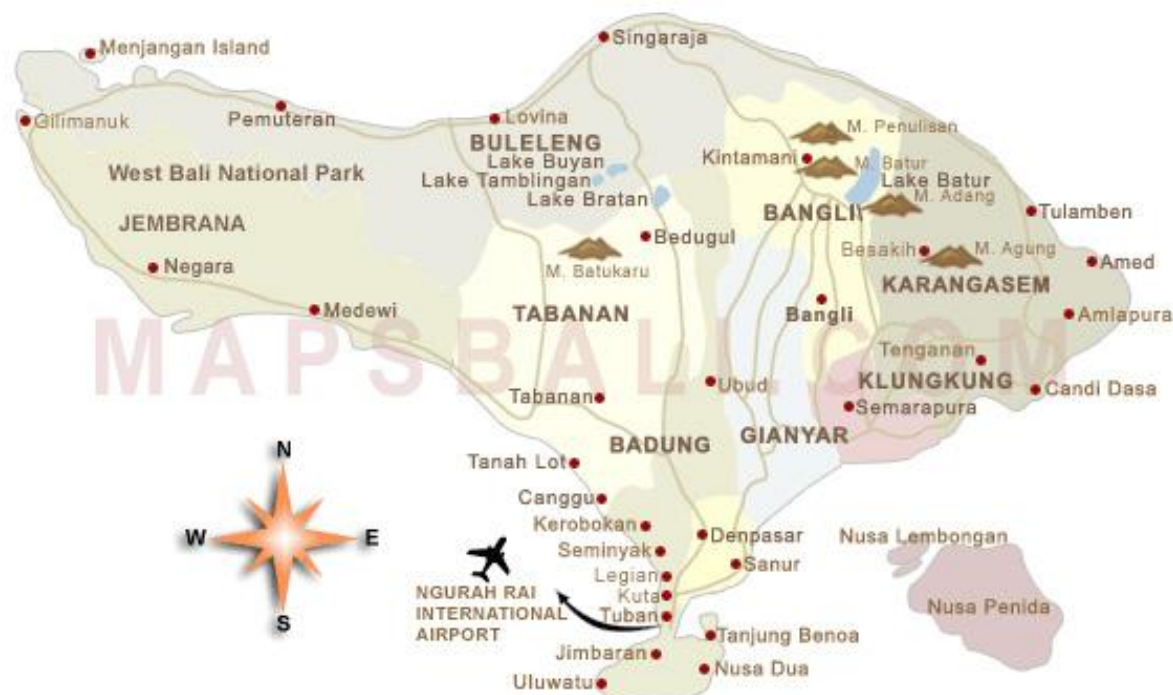 Menjangan Island
Singaraja
Gilimanuk
Pemuteran
Lovina
BULELENG
M. Penulisan
Lake Buyan
Kintamani
M. Batur
West Bali National Park
Lake Tamblingan
Lake Batur
Lake Bratan
M. Adang
JEMBRANA
BANGLI
Tulamben
Bedugul
Besakih
M. Agung
Negara
M. Batukaru
Amed
KARANGASEM
Medewi
TABANAN
Bangli
Amlapura
MAPSBALI.COM
Tenganan
Ubud
KLUNGKUNG
Candi Dasa
Tabanan
Semarapura
BADUNG
GIANYAR
N
Tanah Lot
Canggu
Kerobokan
Denpasar
W
E
Nusa Lembongan
Seminyak
Sanur
Legian
NGURAH RAI
INTERNATIONAL
AIRPORT
Kuta
Nusa Penida
Tuban
S
Tanjung Benoa
Jimbaran
Nusa Dua
Uluwatu